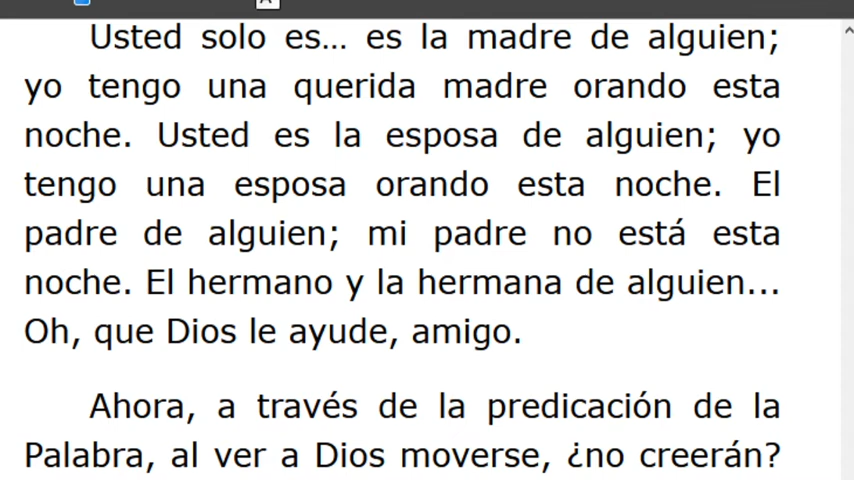 Usted solo es... es la madre de alguien;
yo tengo una querida madre orando esta
noche. Usted es la esposa de alguien; yo
tengo una esposa orando esta noche. El
padre de alguien; mi padre no está esta
noche. El hermano y la hermana de alguien...
Oh, que Dios le ayude, amigo.
Ahora, a través de la predicación de la
Palabra, al ver a Dios moverse, ¿no creerán?